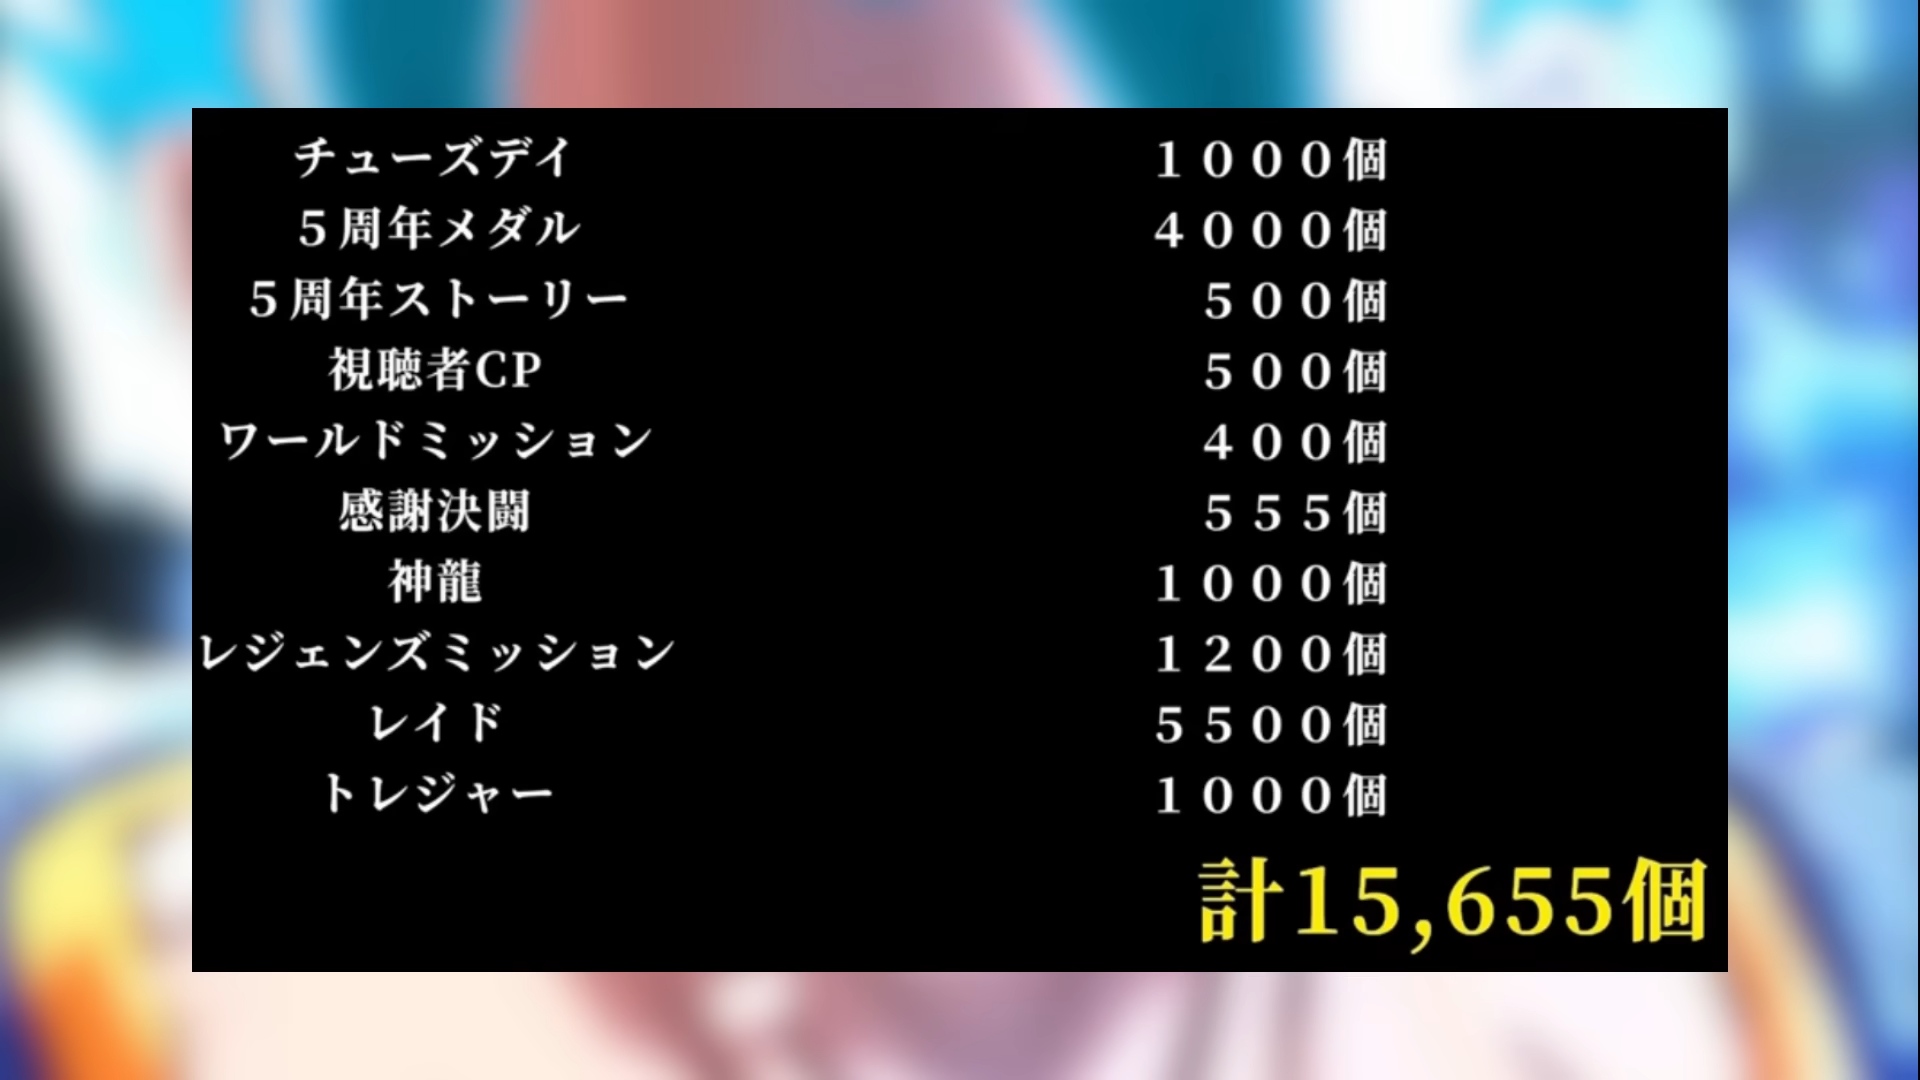 チューズデイ １０００個
５周年メダル ４０００個
５周年ストーリー ５００個
視聴者CP ５００個
ワールドミッション ４００個
感謝決闘 ５５５個
神龍 １０００個
レジェンズミッション １２００個
レイド ５５００個
トレジャー １０００個
計15,655個